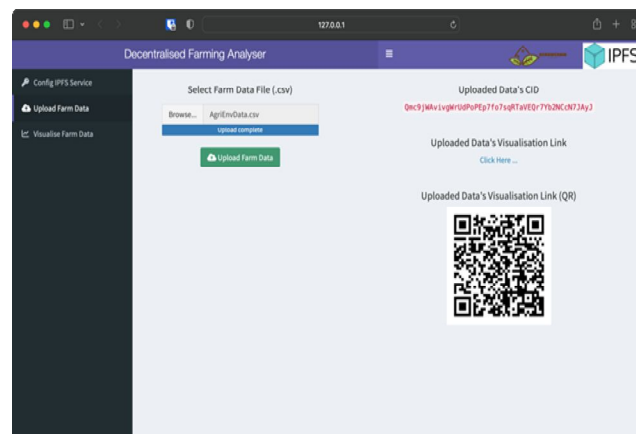 127.0.0.1
Decentralised Farming Analyser
IPFS
Config IPFS Service
Upload Farm Data
Visualise Farm Data
Select Farm Data File (.csv)
Browse... AgriEnvData.csv
Upload complete
Upload Farm Data
Uploaded Data's CID
Qmc9jWAvivgWrUdPoPEp7fo7sqRTaVEQr7Yb2NCcN7JAyJ
Uploaded Data's Visualisation Link
Click Here ...
Uploaded Data's Visualisation Link (QR)